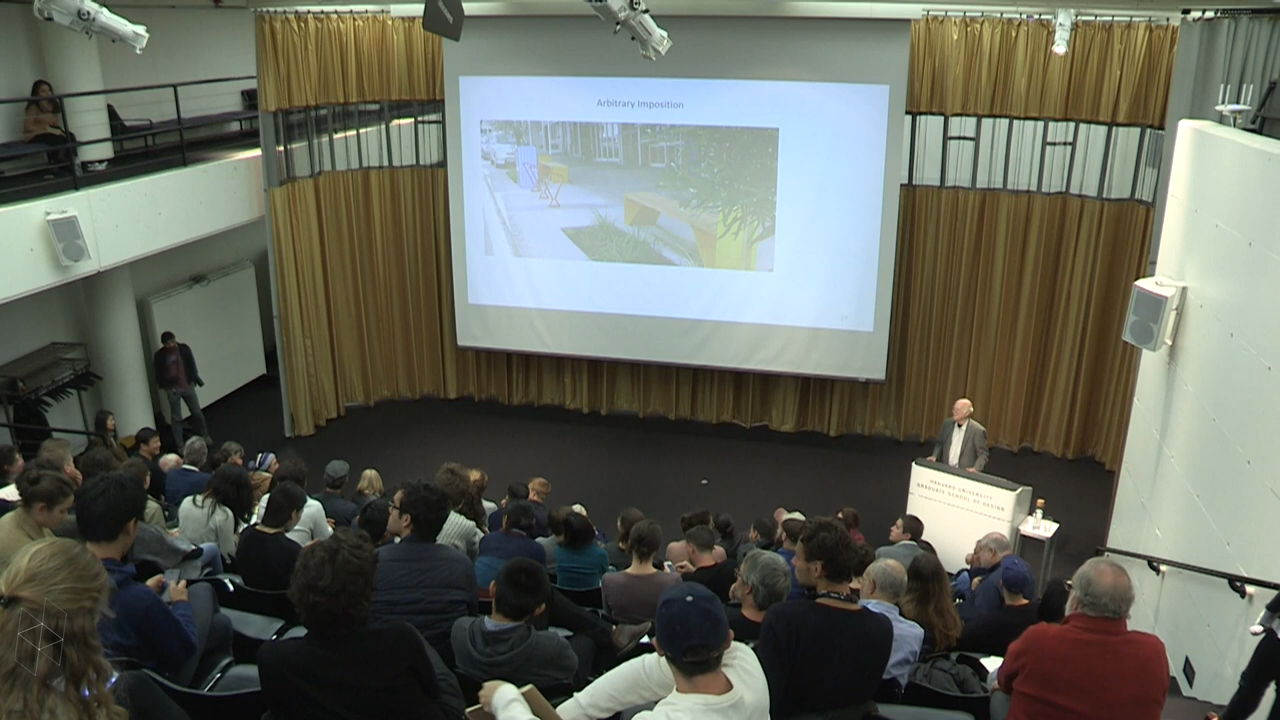 Arbitrary Imposition
HARVARD UNIVERSITY
GRADUATE SCHOOL OF DESIGN